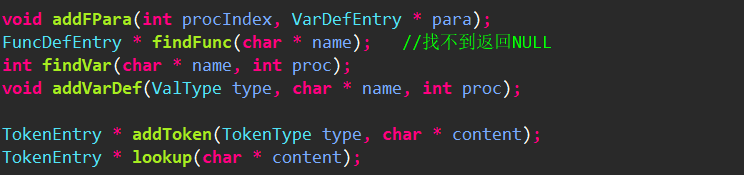 void addFPara(int procIndex, VarDefEntry * para);
FuncDefEntry * findFunc(char * name);   //找不到返回NULL
int findVar(char * name, int proc);
void addVarDef(ValType type, char * name, int proc);
TokenEntry * addToken(TokenType type, char * content);
TokenEntry * lookup(char * content);